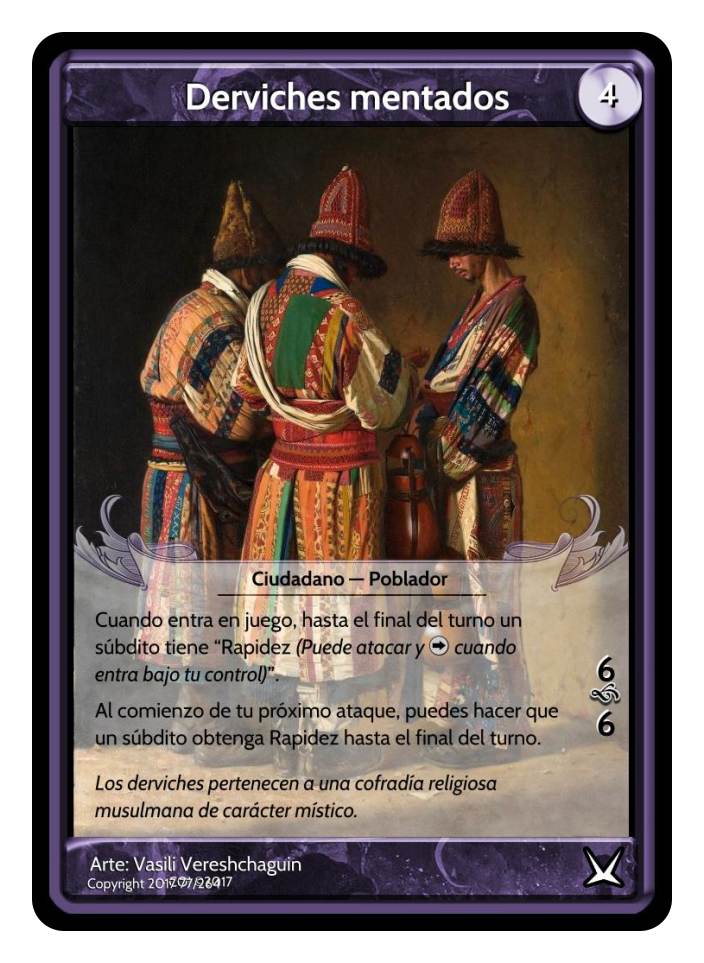 Derviches mentados
4
Ciudadano — Poblador
Cuando entra en juego, hasta el final del turno un
súbdito tiene “Rapidez (Puede atacar y ➡ cuando
entra bajo tu control)”.
Al comienzo de tu próximo ataque, puedes hacer que
un súbdito obtenga Rapidez hasta el final del turno.
6
6
Los derviches pertenecen a una cofradía religiosa
musulmana de carácter místico.
Arte: Vasili Vereshchaguin
Copyright